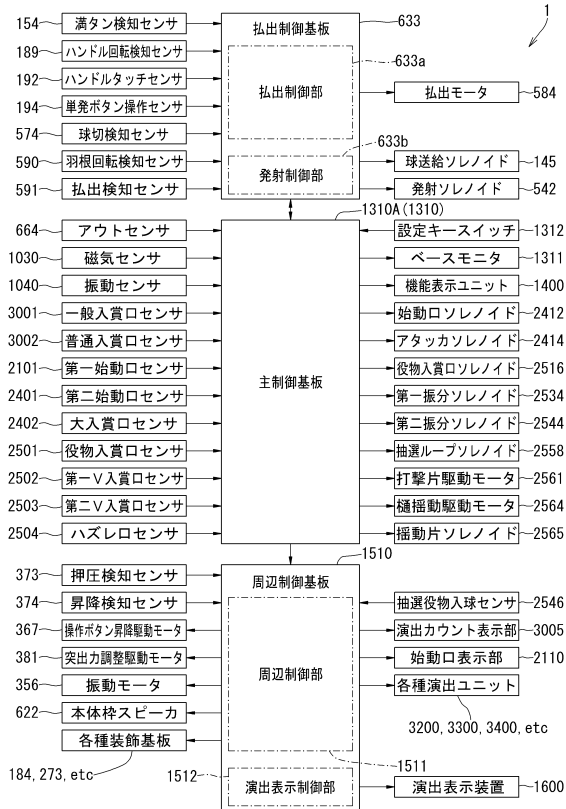 1
154 満タン検知センサ
189 ハンドル回転検知センサ
192 ハンドルタッチセンサ
194 単発ボタン操作センサ
574 球切検知センサ
590 羽根回転検知センサ
591 払出検知センサ
払出制御基板 633
633a
払出制御部
633b
発射制御部
払出モータ 584
球送給ソレノイド 145
発射ソレノイド 542
1310A(1310)
664 アウトセンサ
1030 磁気センサ
1040 振動センサ
3001 一般入賞口センサ
3002 普通入賞口センサ
2101 第一始動口センサ
2401 第二始動口センサ
2402 大入賞口センサ
2501 役物入賞口センサ
2502 第一V入賞口センサ
2503 第二V入賞口センサ
2504 ハズレ口センサ
主制御基板
設定キースイッチ 1312
ベースモニタ 1311
機能表示ユニット 1400
始動口ソレノイド 2412
アタッカソレノイド 2414
役物入賞口ソレノイド 2516
第一振分ソレノイド 2534
第二振分ソレノイド 2544
抽選ループソレノイド 2558
打撃片駆動モータ 2561
樋揺動駆動モータ 2564
揺動片ソレノイド 2565
1510
373 押圧検知センサ
374 昇降検知センサ
367 操作ボタン昇降駆動モータ
381 突出力調整駆動モータ
356 振動モータ
622 本体枠スピーカ
各種装飾基板
184, 273, etc
周辺制御基板
周辺制御部
1511
1512
演出表示制御部
抽選役物入球センサ 2546
演出カウント表示部 3005
始動口表示部 2110
各種演出ユニット
3200, 3300, 3400, etc
演出表示装置 1600